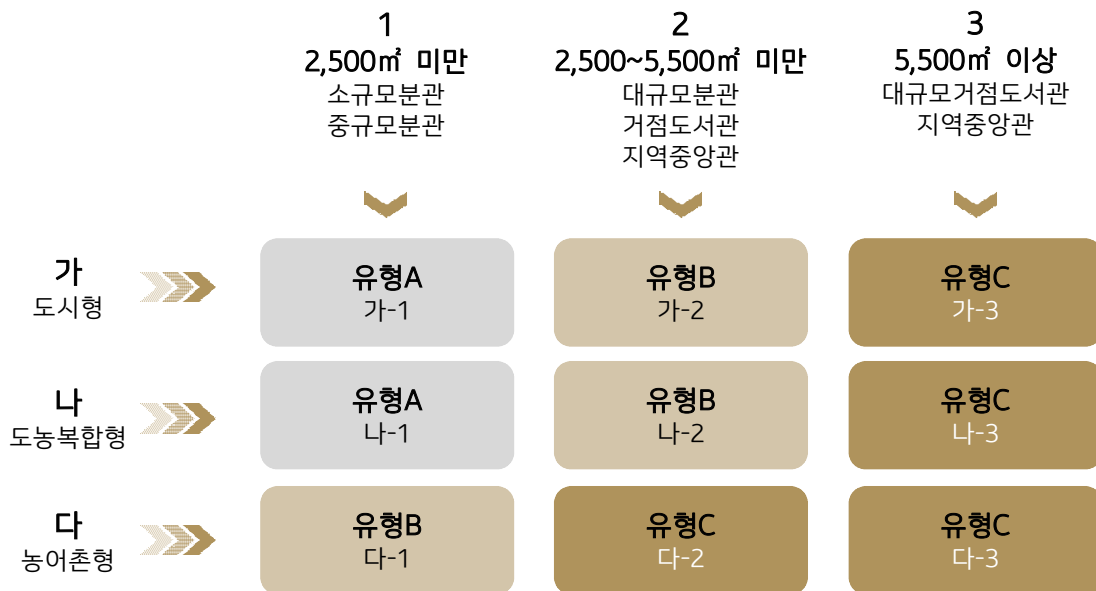 1
2,500㎡ 미만
소규모분관
중규모분관
2
2,500~5,500㎡ 미만
대규모분관
거점도서관
지역중앙관
3
5,500㎡ 이상
대규모거점도서관
지역중앙관
가
도시형
유형A
가-1
유형B
가-2
유형C
가-3
나
도농복합형
유형A
나-1
유형B
나-2
유형C
나-3
다
농어촌형
유형B
다-1
유형C
다-2
유형C
다-3